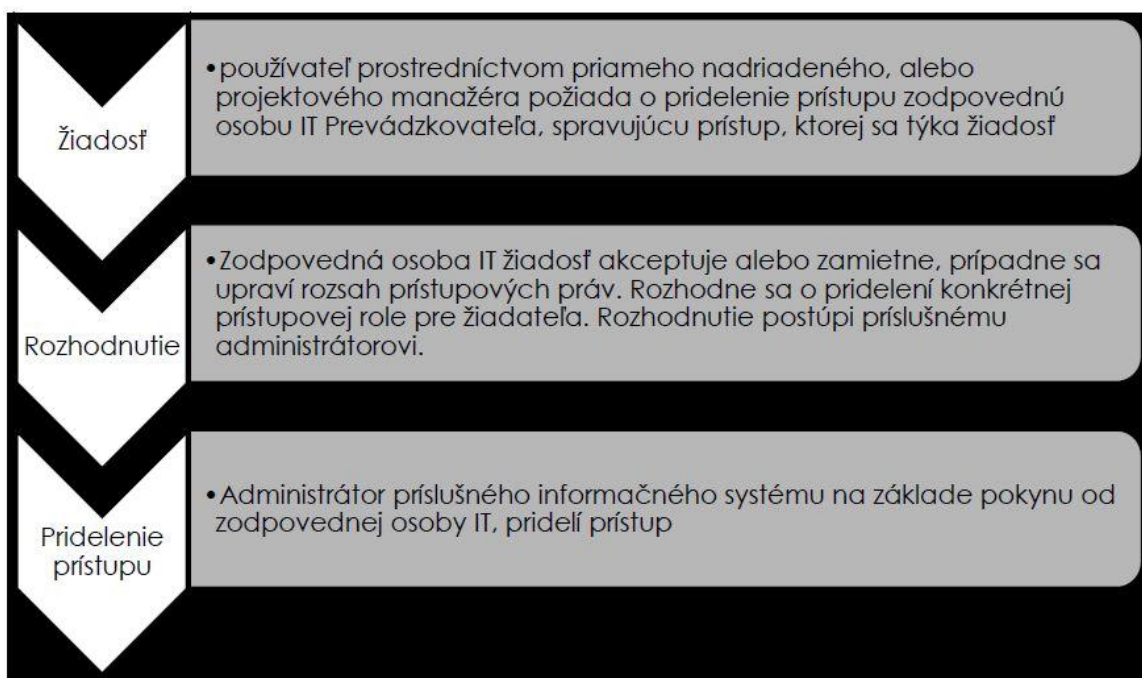 Žiadosť
•používateľ prostredníctvom priameho nadriadeného, alebo
projektového manažéra požiada o pridelenie prístupu zodpovednú
osobu IT Prevádzkovateľa, spravujúcu prístup, ktorej sa týka žiadosť
Rozhodnutie
•Zodpovedná osoba IT žiadosť akceptuje alebo zamietne, prípadne sa
upraví rozsah prístupových práv. Rozhodne sa o pridelení konkrétnej
prístupovej role pre žiadateľa. Rozhodnutie postúpi príslušnému
administrátorovi.
Pridelenie
prístupu
•Administrátor príslušného informačného systému na základe pokynu od
zodpovednej osoby IT, pridelí prístup